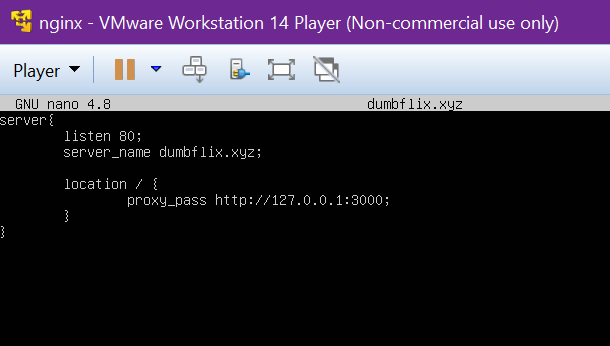 nginx - VMware Workstation 14 Player (Non-commercial use only)
Player
GNU nano 4.8 dumbflix.xyz
server{
        listen 80;
        server_name dumbflix.xyz;

        location / {
                proxy_pass http://127.0.0.1:3000;
        }
}